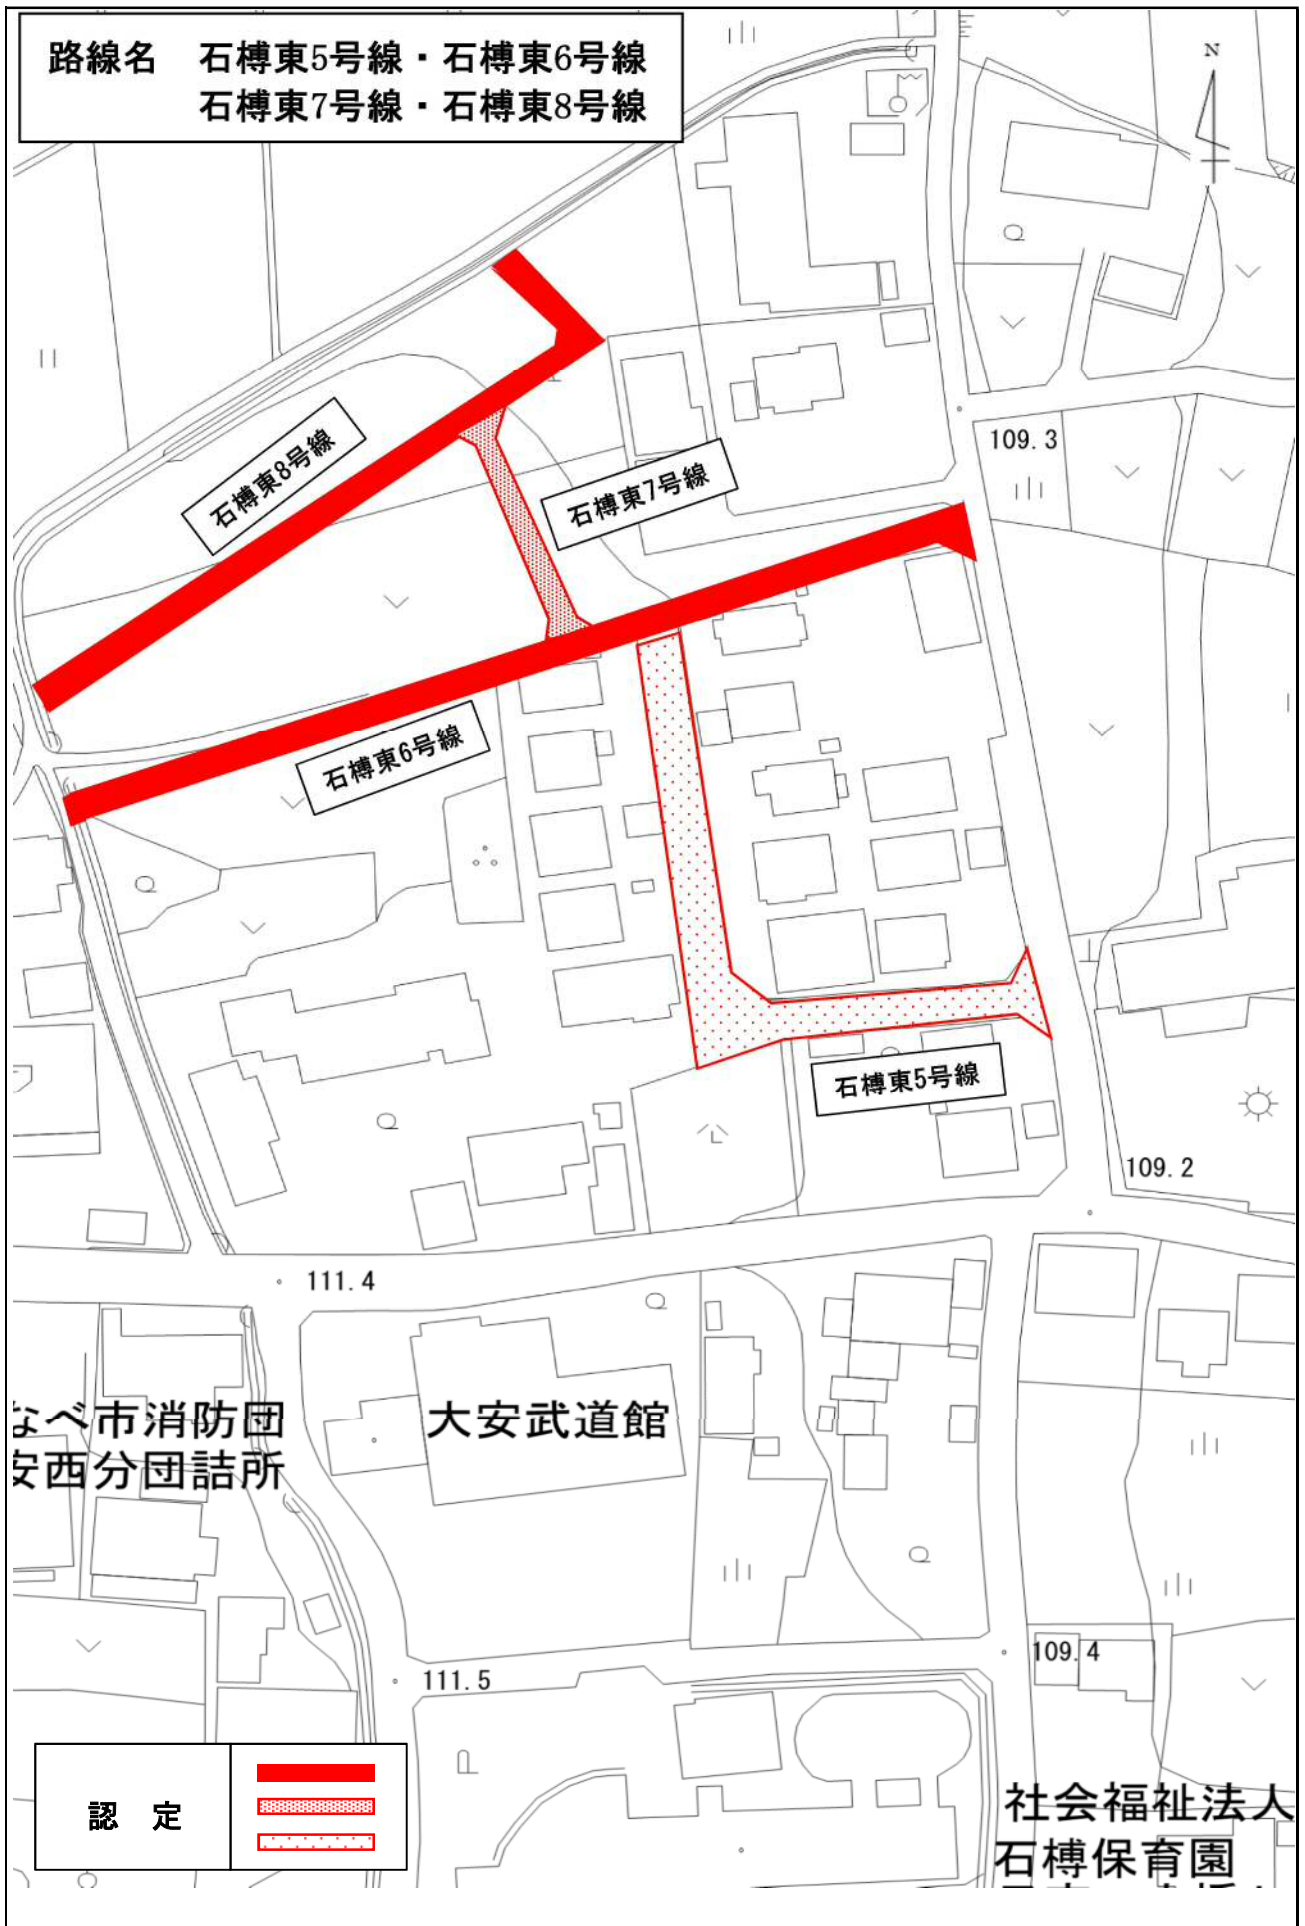 路線名 石榑東5号線・石榑東6号線
石榑東7号線・石榑東8号線
N
109.3
石榑東8号線
石榑東7号線
石榑東6号線
石榑東5号線
109.2
111.4
なべ市消防団
安西分団詰所
大安武道館
109.4
111.5
認 定
社会福祉法人
石榑保育園